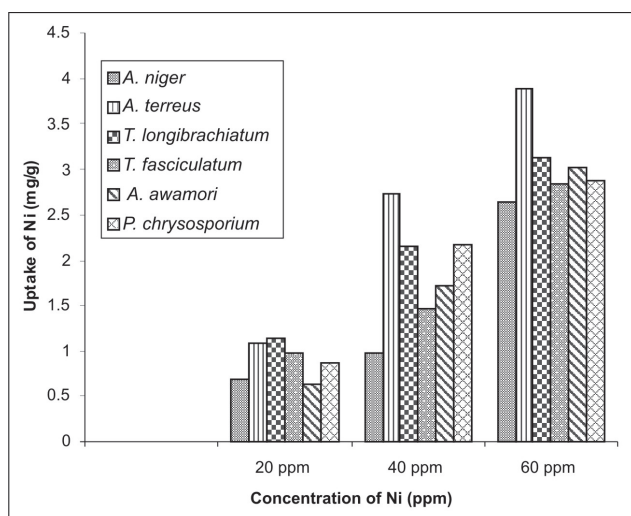 Uptake of Ni (mg/g)
4.5
4
3.5
3
2.5
2
1.5
1
0.5
0
A. niger
A. terreus
T. longibrachiatum
T. fasciculatum
A. awamori
P. chrysosporium
20 ppm
40 ppm
60 ppm
Concentration of Ni (ppm)